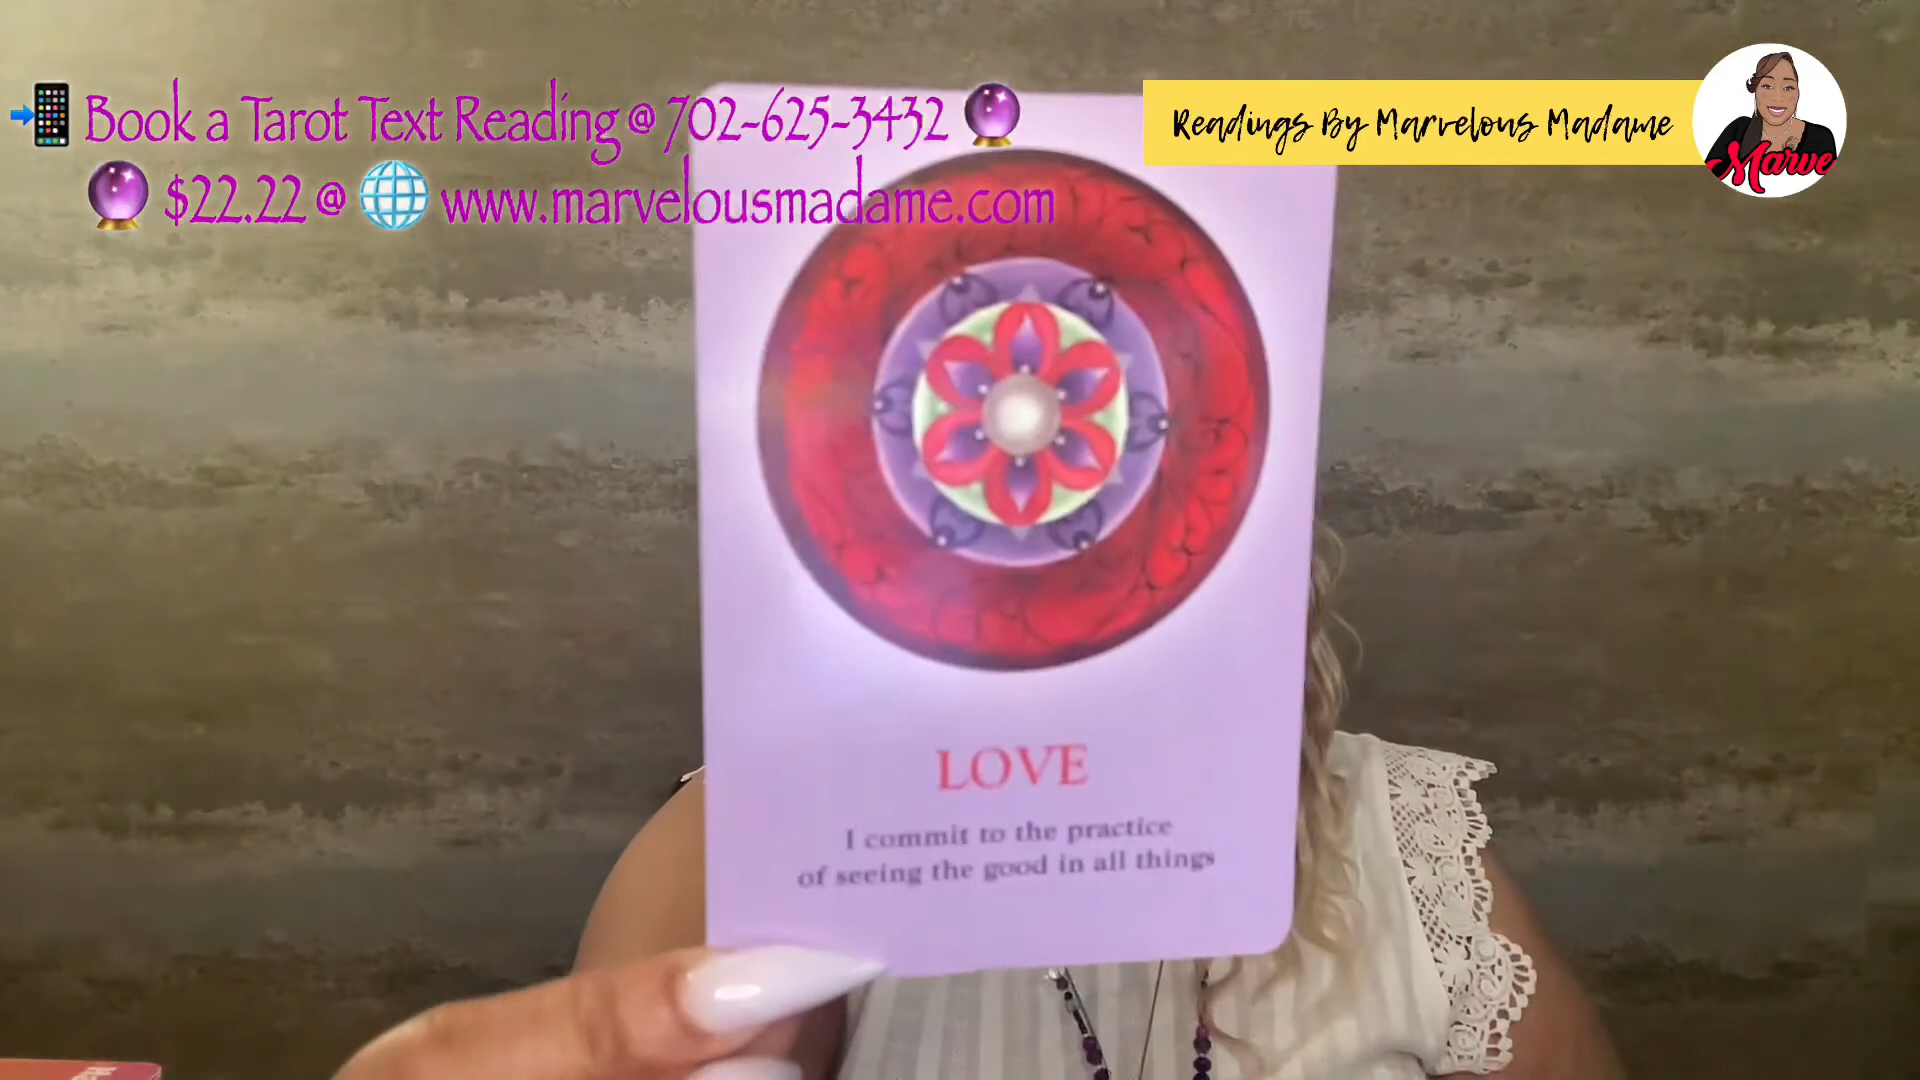 Book a Tarot Text Reading @ 702-625-3432
$22.22 @ www.marvelousmadame.com
Readings By Marvelous Madame
Marve
LOVE
I commit to the practice
of seeing the good in all things